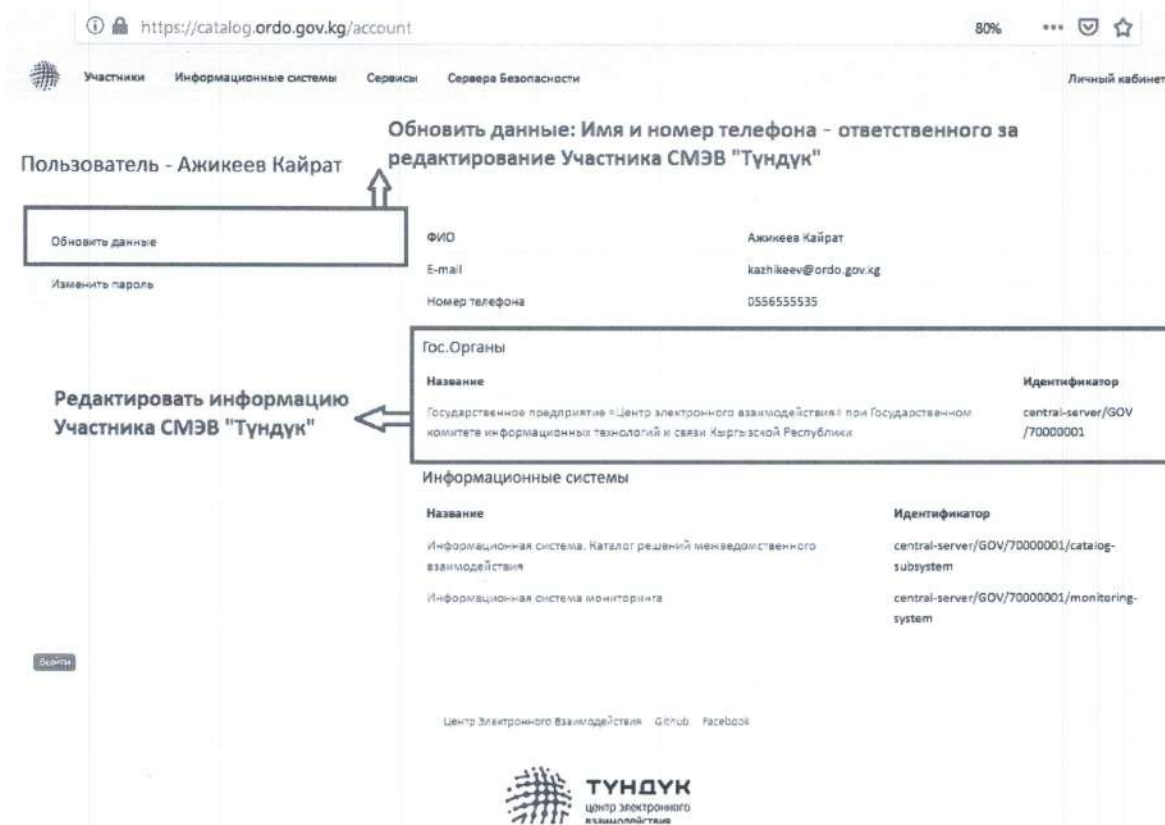 https://catalog.ordo.gov.kg/account 80%
Участники Информационные системы Сервисы Сервера Безопасности Личный кабинет
Обновить данные: Имя и номер телефона - ответственного за
редактирование Участника СМЭВ "Түндүк"
Пользователь - Ажикеев Кайрат
Обновить данные
Изменить пароль
ФИО Ажикеев Кайрат
E-mail kazhikeev@ordo.gov.kg
Номер телефона 0556555535
Гос.Органы
Название Идентификатор
Государственное предприятие «Центр электронного взаимодействия» при Государственном
комитете информационных технологий и связи Кыргызской Республики
central-server/GOV
/70000001
Редактировать информацию
Участника СМЭВ "Түндүк"
Информационные системы
Название Идентификатор
Информационная система. Каталог решений межведомственного
взаимодействия
central-server/GOV/70000001/catalog-
subsystem
Информационная система мониторинга
central-server/GOV/70000001/monitoring-
system
Выйти
Центр Электронного Взаимодействия Github Facebook
ТҮНДҮК
центр электронного
взаимодействия